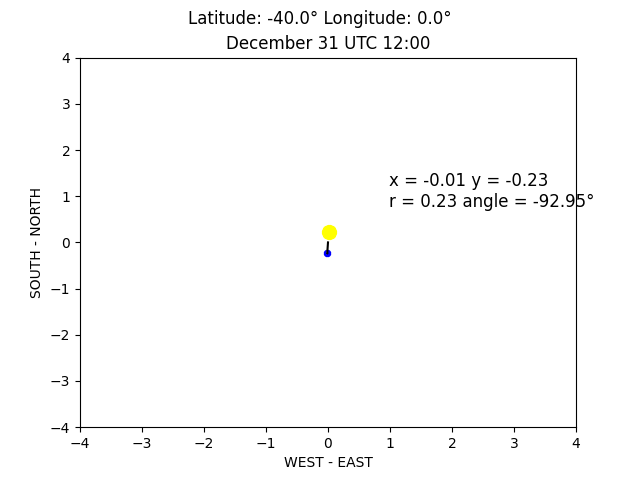 Latitude: -40.0° Longitude: 0.0°
December 31 UTC 12:00
4
3
2
1
0
−1
−2
−3
−4
SOUTH - NORTH
x = -0.01 y = -0.23
r = 0.23 angle = -92.95°
−4 −3 −2 −1 0 1 2 3 4
WEST - EAST